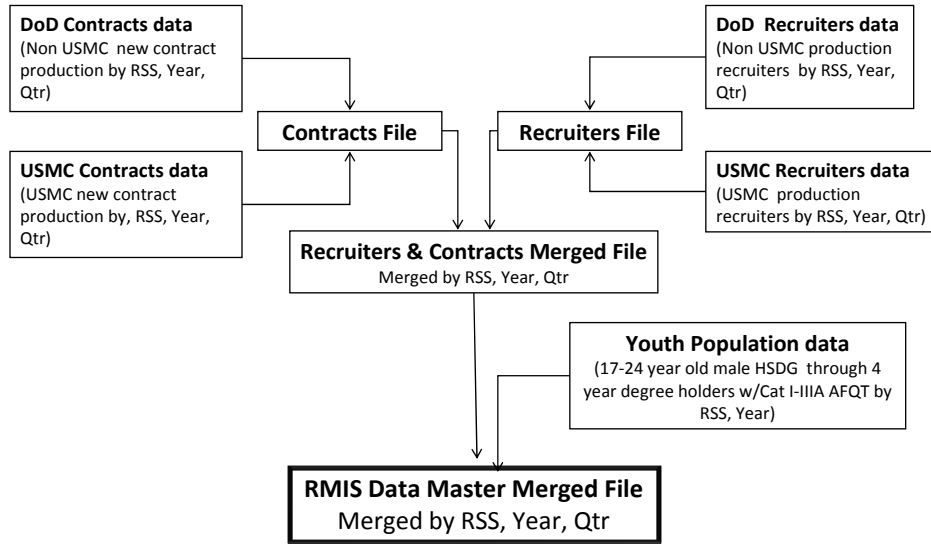 DoD Contracts data
(Non USMC new contract
production by RSS, Year,
Qtr)
DoD Recruiters data
(Non USMC production
recruiters by RSS, Year,
Qtr)
Contracts File
Recruiters File
USMC Contracts data
(USMC new contract
production by, RSS, Year,
Qtr)
USMC Recruiters data
(USMC production
recruiters by RSS, Year, Qtr)
Recruiters & Contracts Merged File
Merged by RSS, Year, Qtr
Youth Population data
(17-24 year old male HSDG through 4
year degree holders w/Cat I-IIIA AFQT by
RSS, Year)
RMIS Data Master Merged File
Merged by RSS, Year, Qtr